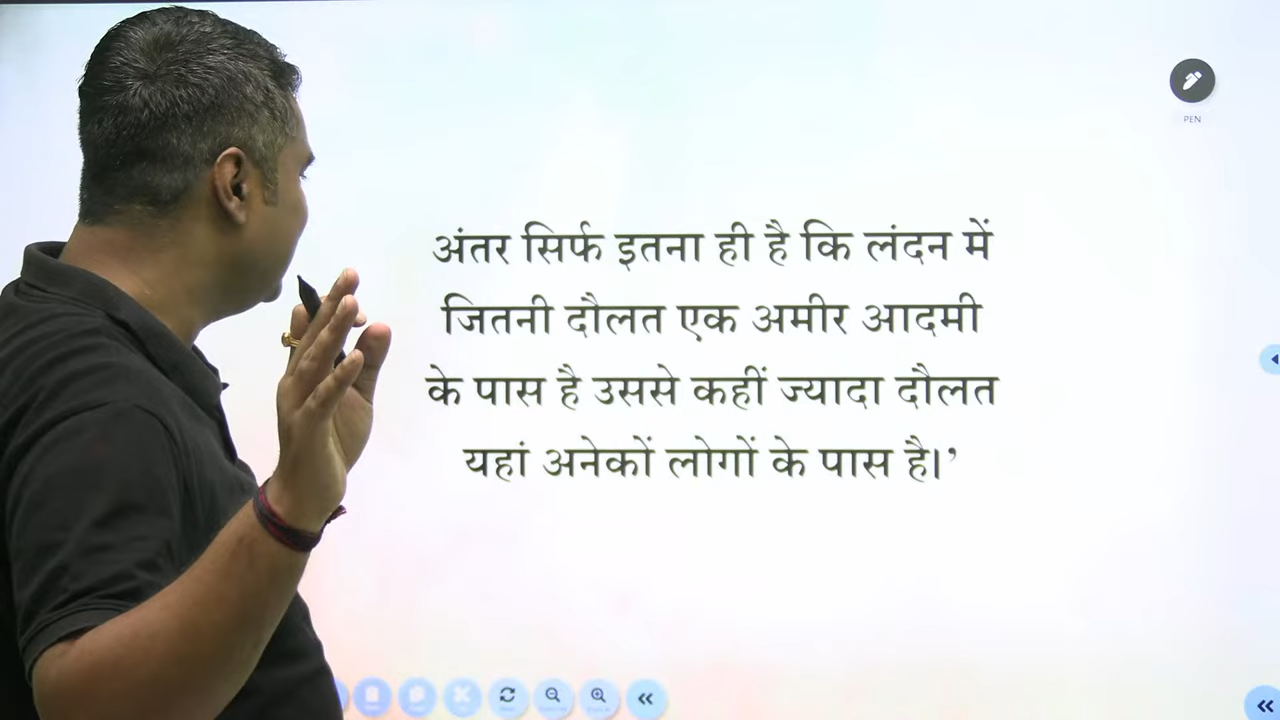 PEN
अंतर सिर्फ इतना ही है कि लंदन में
जितनी दौलत एक अमीर आदमी
के पास है उससे कहीं ज्यादा दौलत
यहां अनेकों लोगों के पास है।’